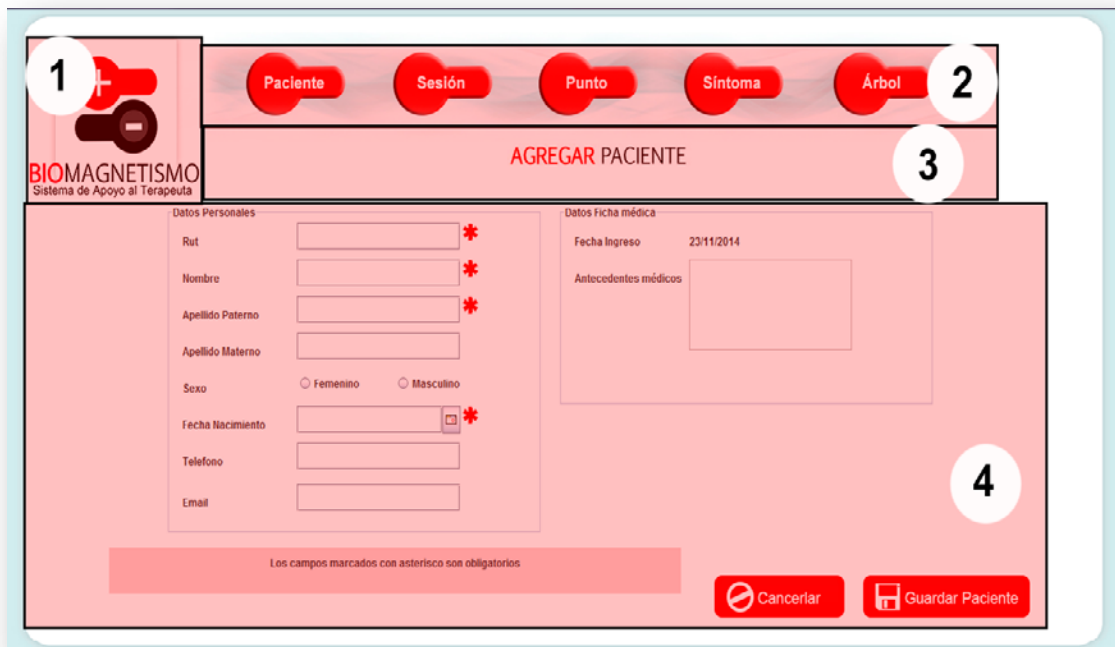 1
BIOMAGNETISMO
Sistema de Apoyo al Terapeuta
Paciente Sesión Punto Síntoma Árbol 2
AGREGAR PACIENTE 3
Datos Personales
Rut *
Nombre *
Apellido Paterno *
Apellido Materno
Sexo Femenino Masculino
Fecha Nacimiento *
Telefono
Email
Datos Ficha médica
Fecha Ingreso 23/11/2014
Antecedentes médicos
4
Los campos marcados con asterisco son obligatorios
Cancerlar Guardar Paciente